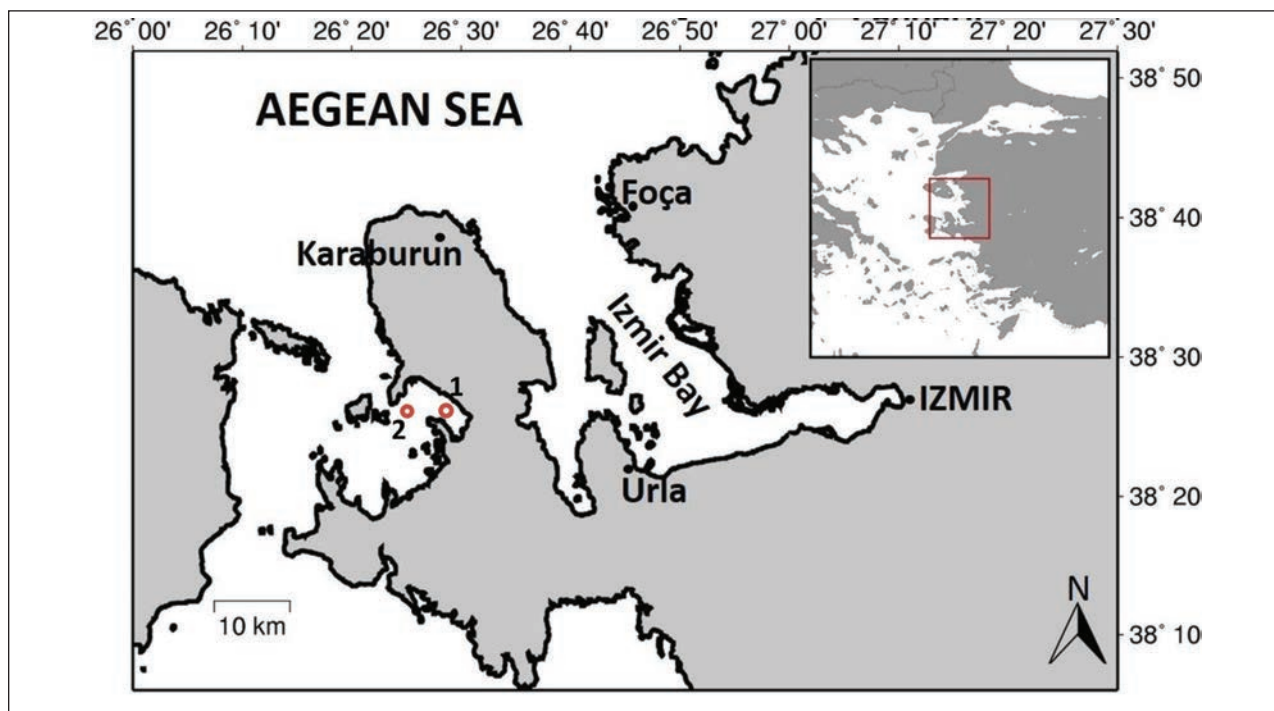 26° 00' 26° 10' 26° 20' 26° 30' 26° 40' 26° 50' 27° 00' 27° 10' 27° 20' 27° 30'
38° 50'
AEGEAN SEA
Foça
38° 40'
Karaburun
Izmir Bay
38° 30'
1
IZMIR
2
Urla
38° 20'
N
10 km
38° 10'